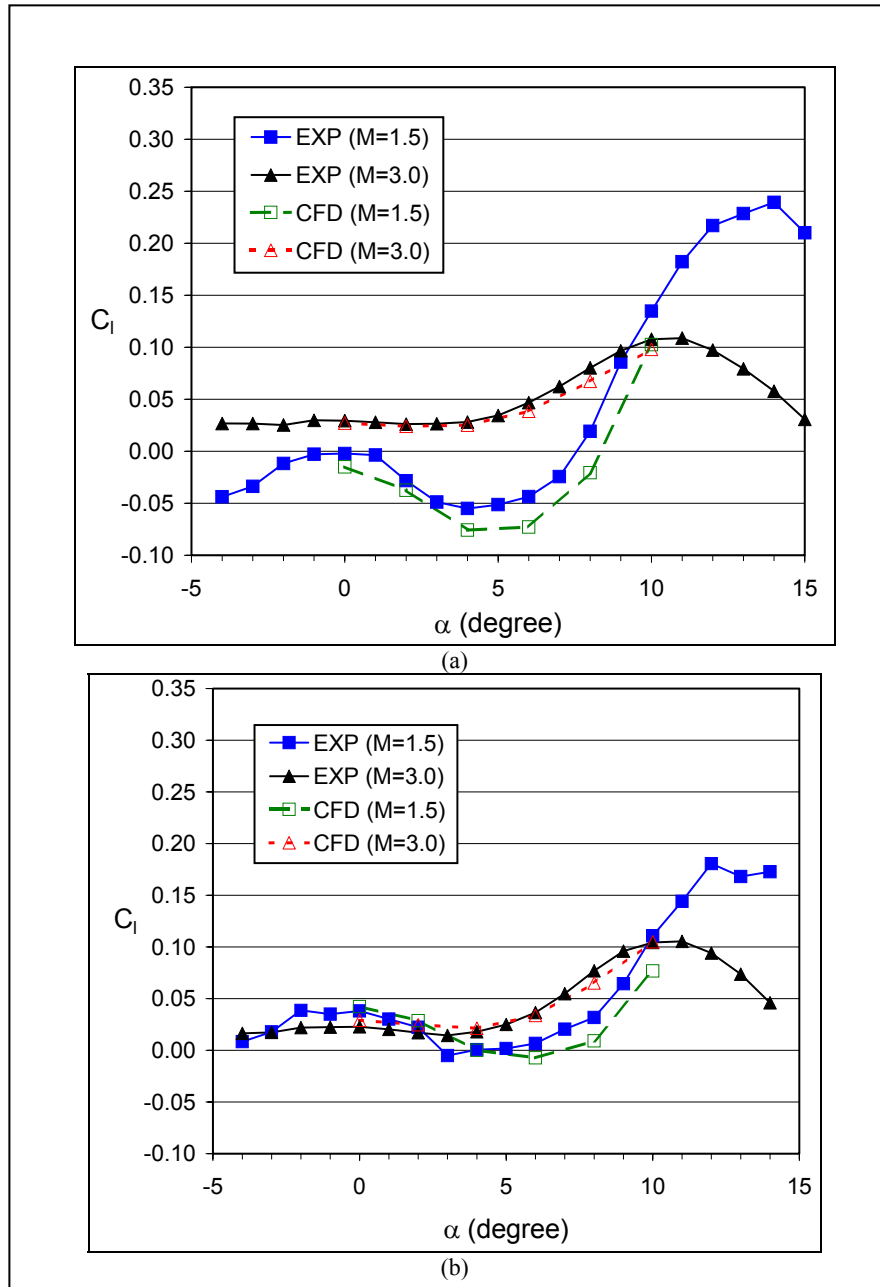 0.35
0.30
0.25
0.20
0.15
0.10
0.05
0.00
-0.05
-0.10
Cl
EXP (M=1.5)
EXP (M=3.0)
CFD (M=1.5)
CFD (M=3.0)
-5 0 5 10 15
α (degree)
(a)
0.35
0.30
0.25
0.20
0.15
0.10
0.05
0.00
-0.05
-0.10
Cl
EXP (M=1.5)
EXP (M=3.0)
CFD (M=1.5)
CFD (M=3.0)
-5 0 5 10 15
α (degree)
(b)